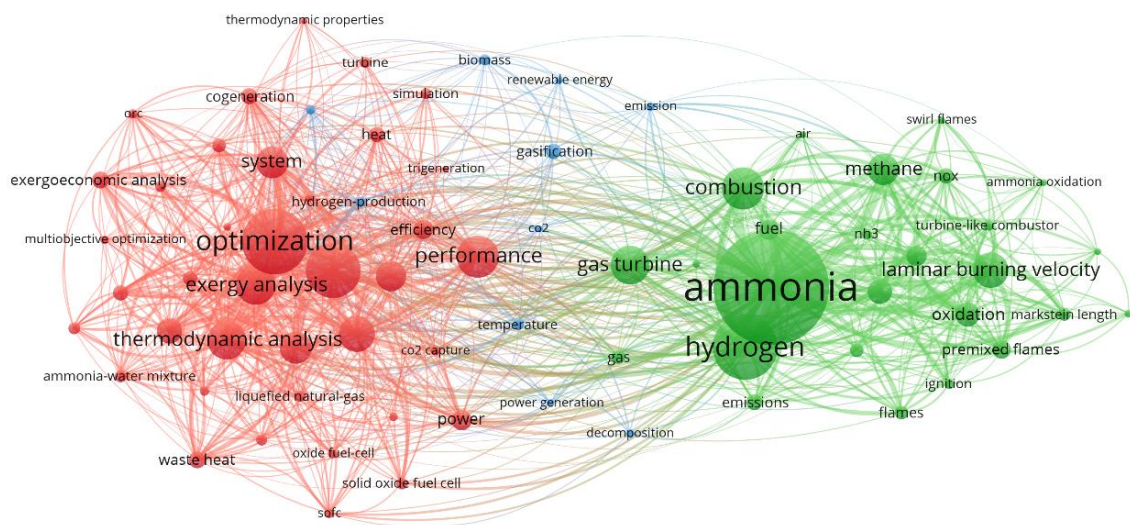 thermodynamic properties
turbine
biomass
renewable energy
cogeneration
simulation
emission
orc
swirl flames
heat
air
system
gasification
trigeneration
combustion
methane
nox
exergoeconomic analysis
ammonia oxidation
hydrogen-production
efficiency
co2
fuel
nh3
turbine-like combustor
multiobjective optimization
optimization
performance
gas turbine
laminar burning velocity
exergy analysis
ammonia
oxidation
markstein length
temperature
thermodynamic analysis
co2 capture
gas
hydrogen
premixed flames
ammonia-water mixture
ignition
liquefied natural-gas
power generation
emissions
power
flames
decomposition
waste heat
oxide fuel-cell
solid oxide fuel cell
sofc